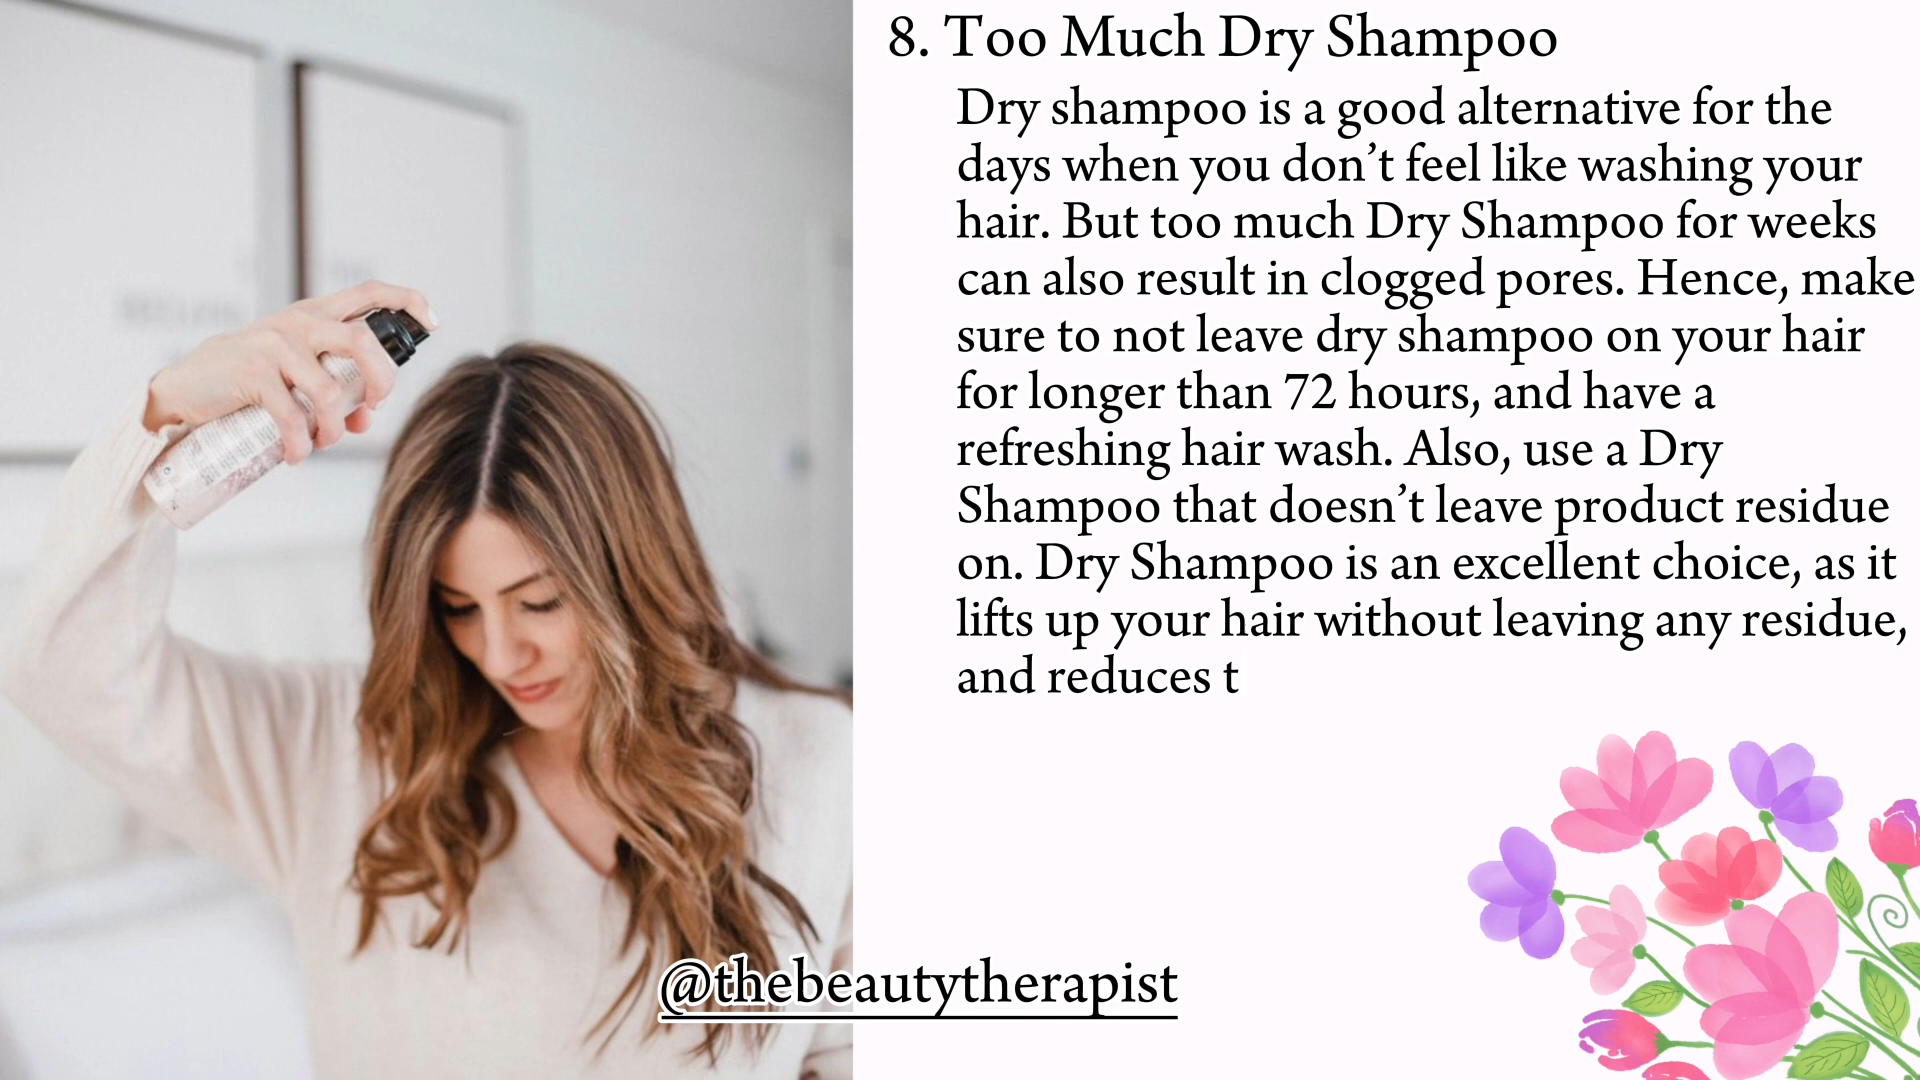 8. Too Much Dry Shampoo
Dry shampoo is a good alternative for the
days when you don’t feel like washing your
hair. But too much Dry Shampoo for weeks
can also result in clogged pores. Hence, make
sure to not leave dry shampoo on your hair
for longer than 72 hours, and have a
refreshing hair wash. Also, use a Dry
Shampoo that doesn’t leave product residue
on. Dry Shampoo is an excellent choice, as it
lifts up your hair without leaving any residue,
and reduces t
@thebeautytherapist